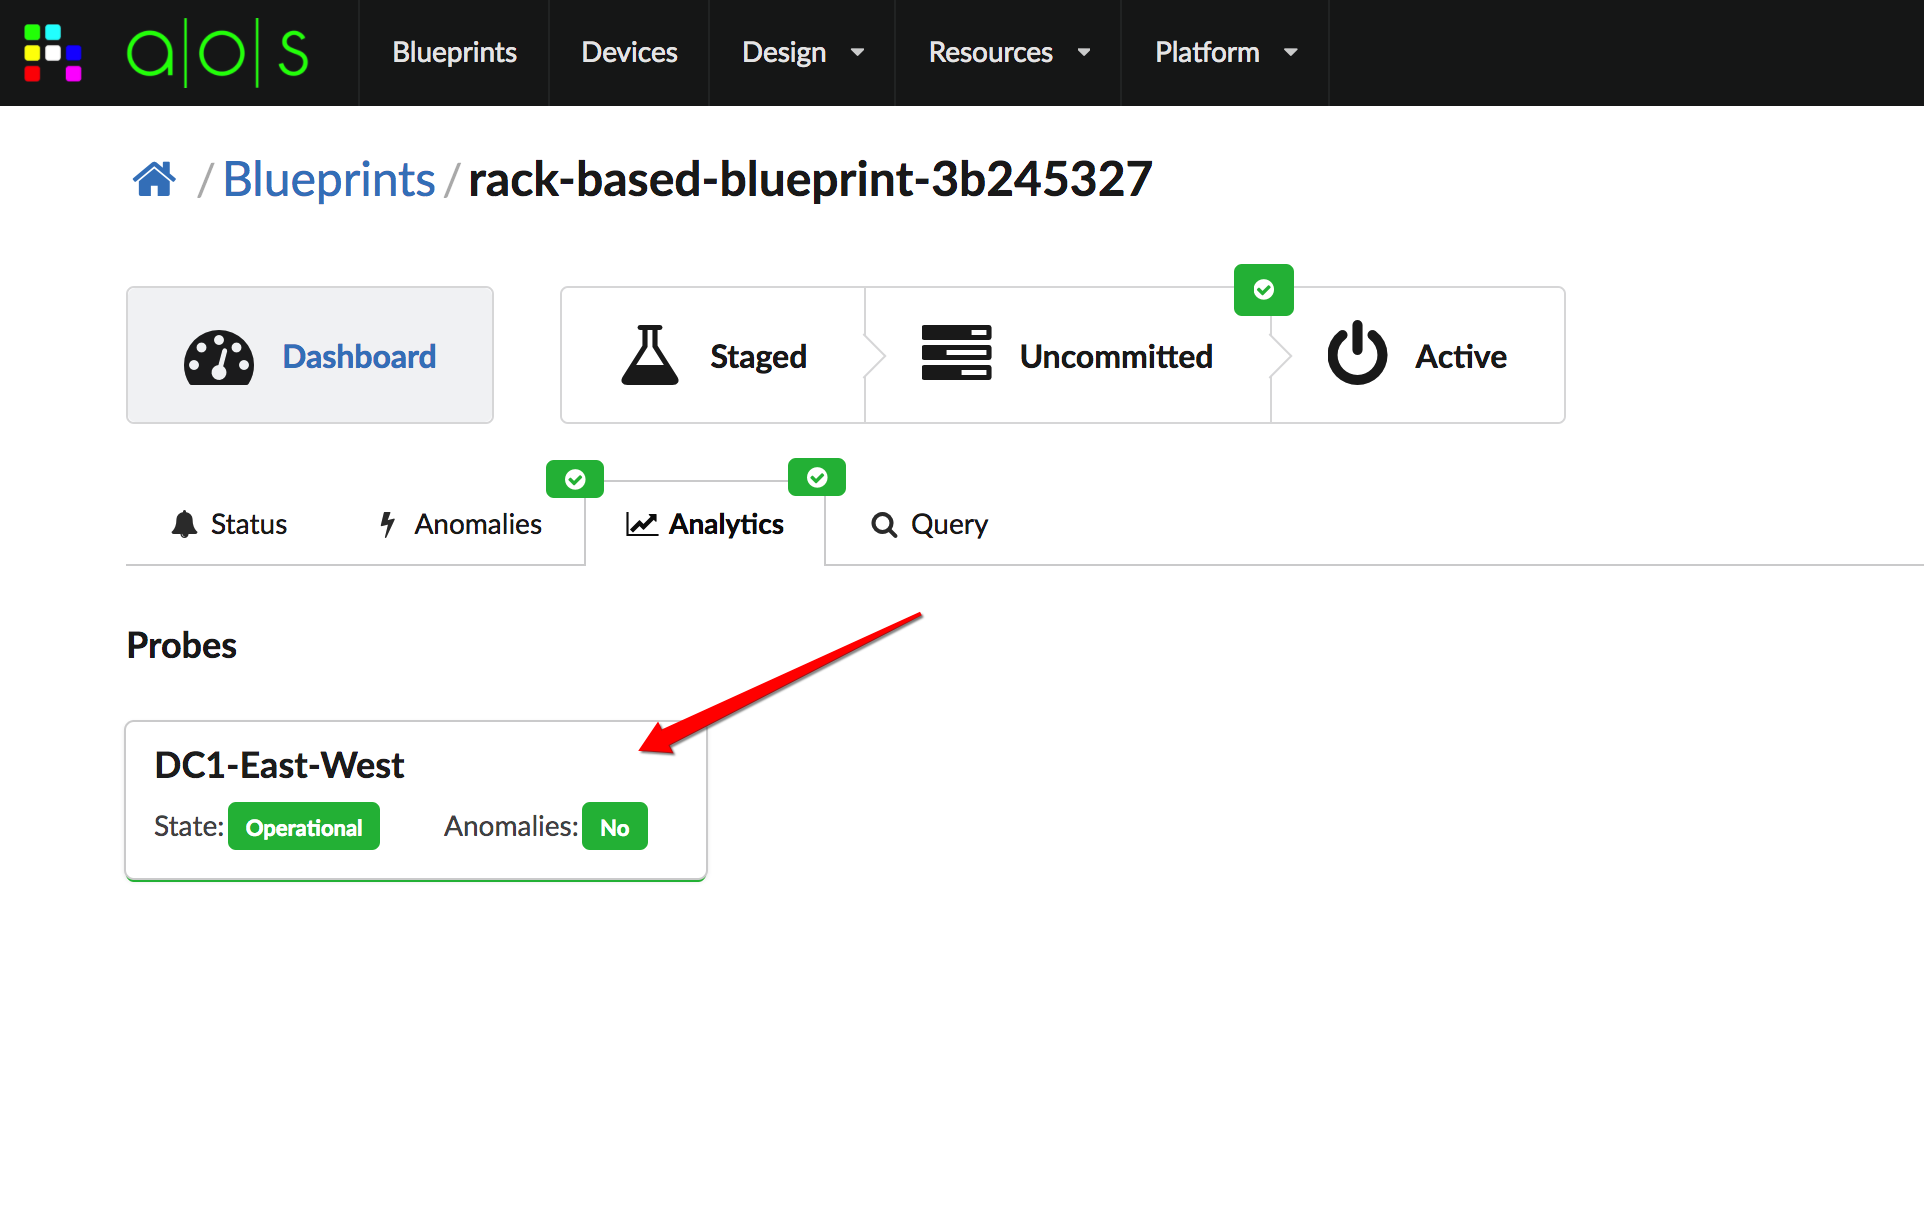 a|o|s Blueprints Devices Design Resources Platform
/ Blueprints / rack-based-blueprint-3b245327
Dashboard Staged Uncommitted Active
Status Anomalies Analytics Query
Probes
DC1-East-West
State: Operational Anomalies: No